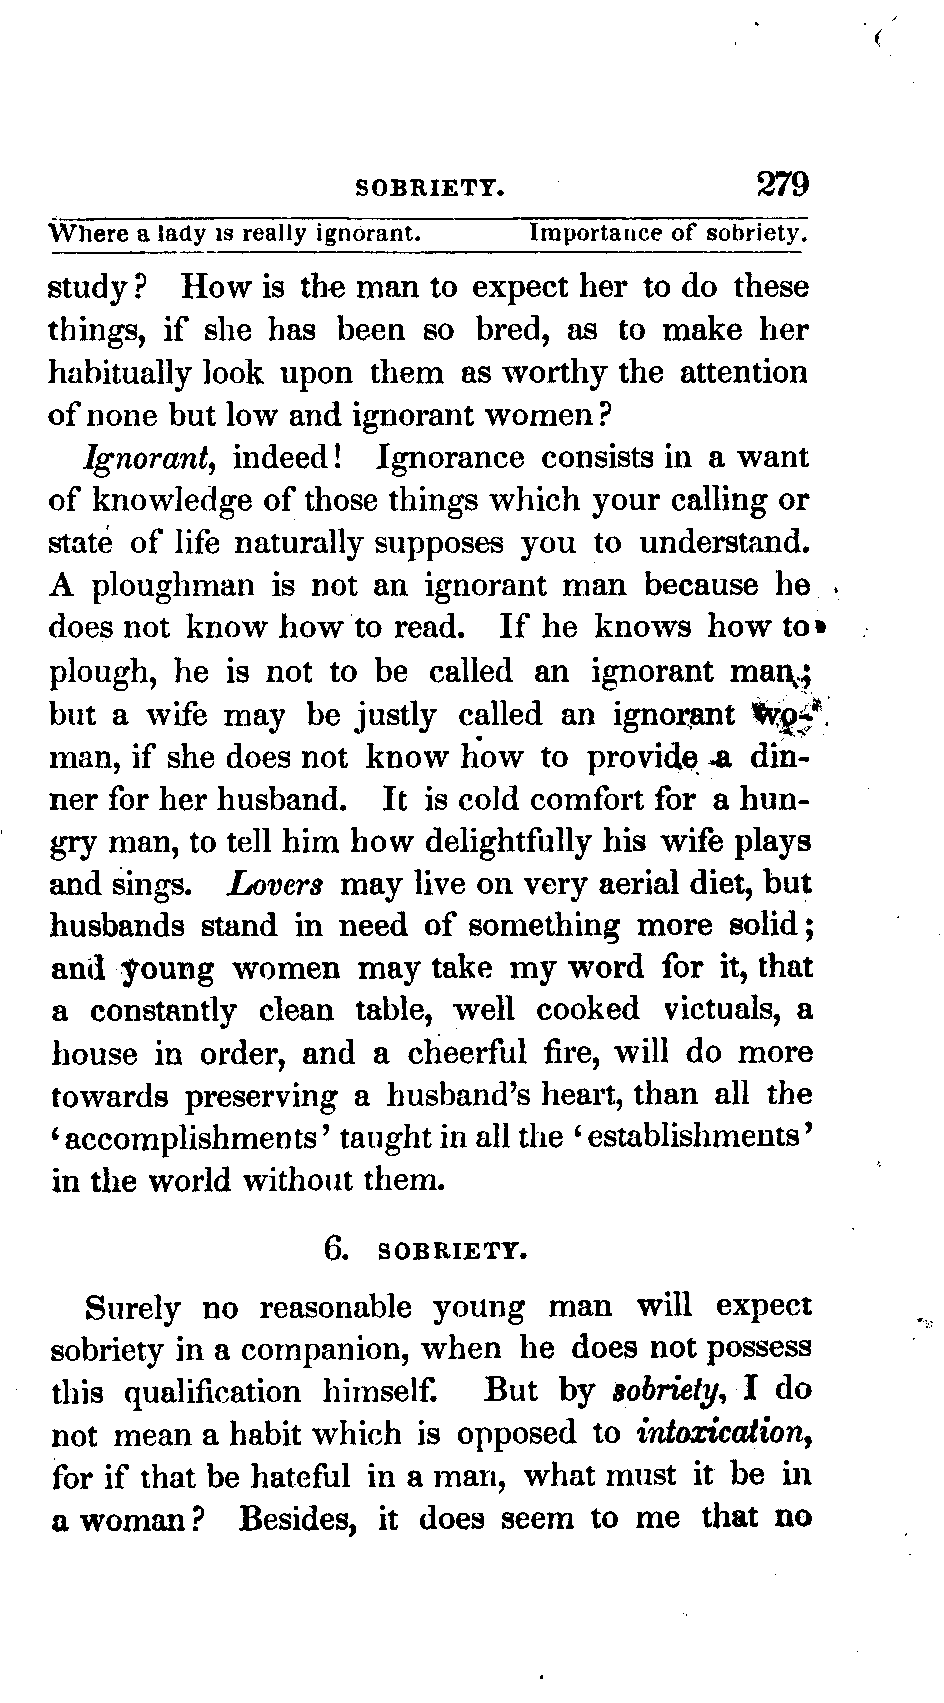 SOBRIETY. 279
Where a lady is really ignorant. Importance of sobriety.
study? How is the man to expect her to do these
things, if she has been so bred, as to make her
habitually look upon them as worthy the attention
of none but low and ignorant women?
Ignorant, indeed! Ignorance consists in a want
of knowledge of those things which your calling or
state of life naturally supposes you to understand.
A ploughman is not an ignorant man because he
does not know how to read. If he knows how to
plough, he is not to be called an ignorant man;
but a wife may be justly called an ignorant wo-
man, if she does not know how to provide a din-
ner for her husband. It is cold comfort for a hun-
gry man, to tell him how delightfully his wife plays
and sings. Lovers may live on very aerial diet, but
husbands stand in need of something more solid;
and young women may take my word for it, that
a constantly clean table, well cooked victuals, a
house in order, and a cheerful fire, will do more
towards preserving a husband's heart, than all the
‘accomplishments’ taught in all the ‘establishments’
in the world without them.
6. SOBRIETY.
Surely no reasonable young man will expect
sobriety in a companion, when he does not possess
this qualification himself. But by sobriety, I do
not mean a habit which is opposed to intoxication,
for if that be hateful in a man, what must it be in
a woman? Besides, it does seem to me that no